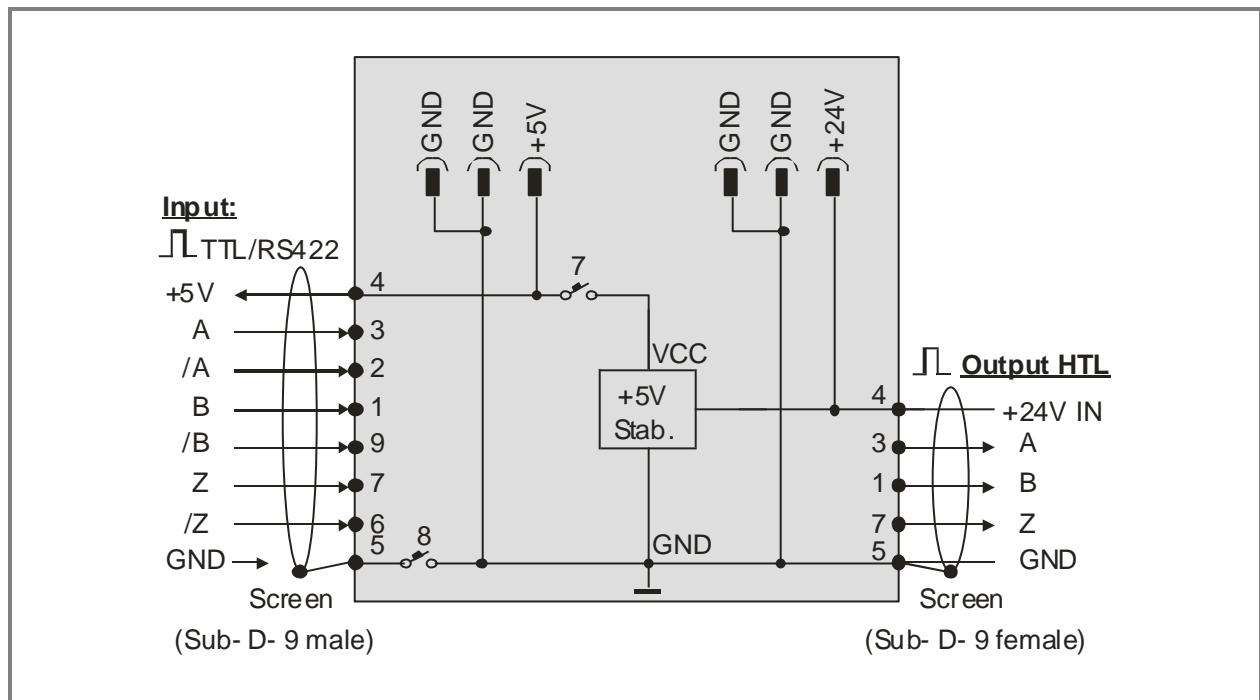 GND
GND
+5V
GND
GND
+24V
Input:
TTL/RS422
+5V
4
7
A
3
/A
2
VCC
Output HTL
B
1
+5V
Stab.
4
+24V IN
/B
9
3
A
Z
7
1
B
/Z
6
7
Z
GND
5
8
GND
5
GND
Screen
Screen
(Sub-D-9 male)
(Sub-D-9 female)